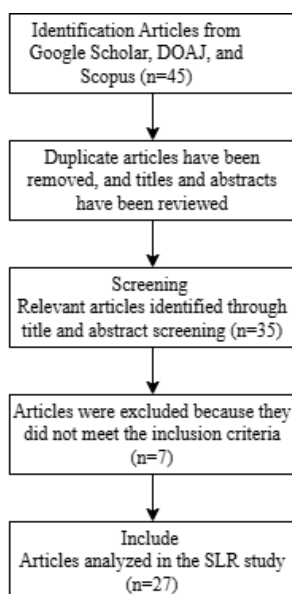 Identification Articles from
Google Scholar, DOAJ, and
Scopus (n=45)
Duplicate articles have been
removed, and titles and abstracts
have been reviewed
Screening
Relevant articles identified through
title and abstract screening (n=35)
Articles were excluded because they
did not meet the inclusion criteria
(n=7)
Include
Articles analyzed in the SLR study
(n=27)